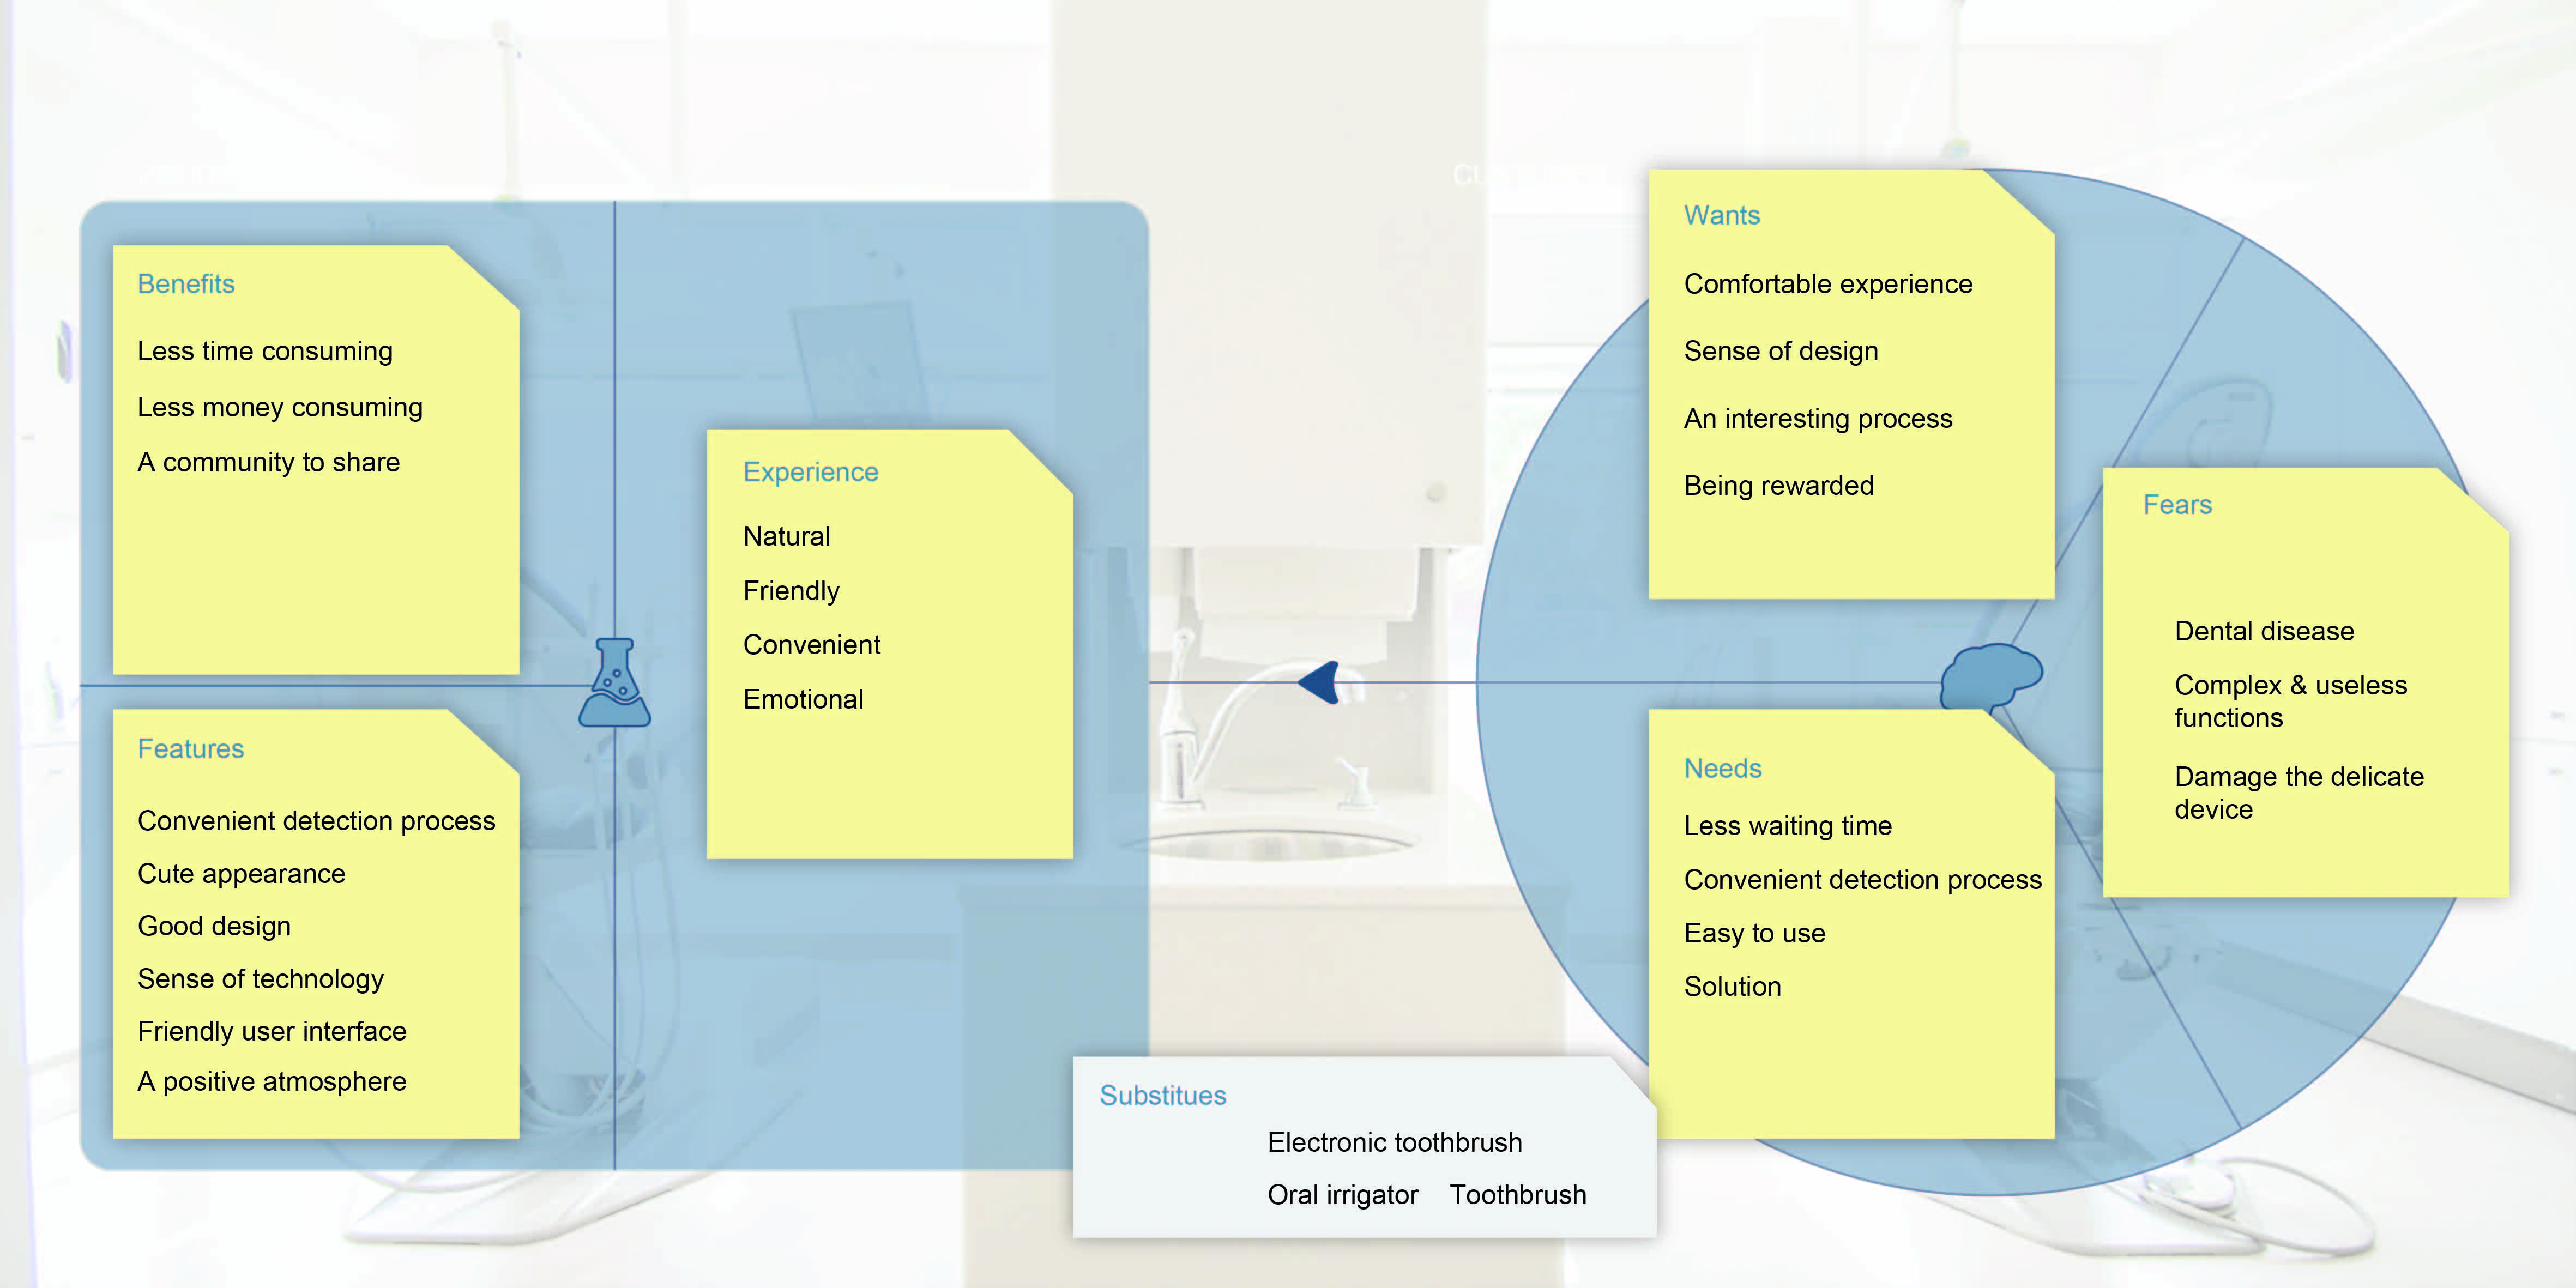 Benefits
Less time consuming
Less money consuming
A community to share
Features
Convenient detection process
Cute appearance
Good design
Sense of technology
Friendly user interface
A positive atmosphere
Experience
Natural
Friendly
Convenient
Emotional
Wants
Comfortable experience
Sense of design
An interesting process
Being rewarded
Fears
Dental disease
Complex & useless
functions
Damage the delicate
device
Needs
Less waiting time
Convenient detection process
Easy to use
Solution
Substitues
Electronic toothbrush
Oral irrigator Toothbrush